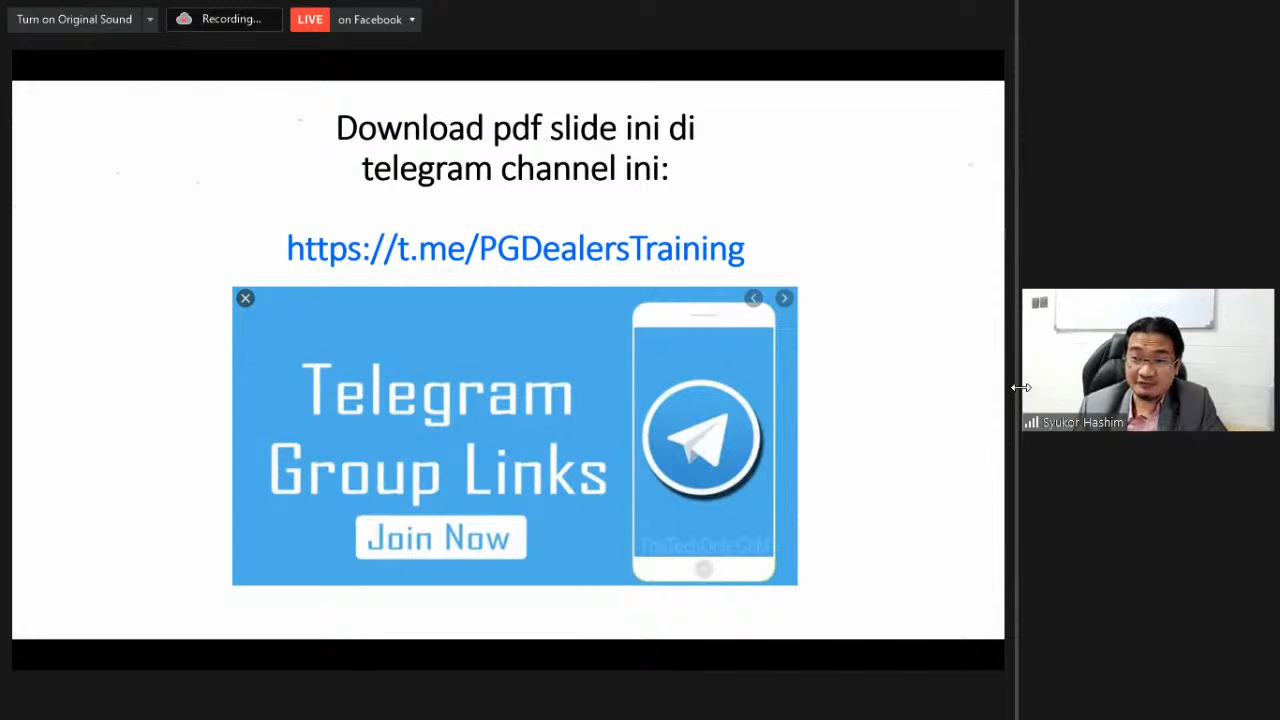 Turn on Original Sound
Recording...
LIVE on Facebook
Download pdf slide ini di
telegram channel ini:
https://t.me/PGDealersTraining
Telegram
Group Links
Join Now
Syukor Hashim